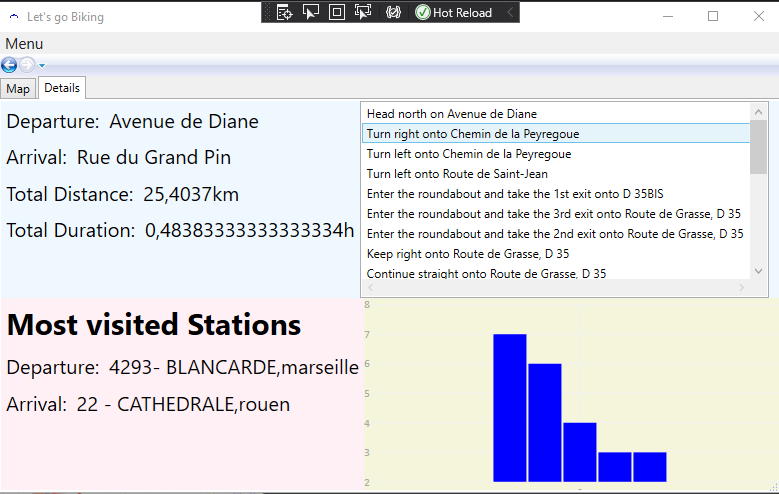 Let's go Biking
Hot Reload
Menu
Map
Details
Departure: Avenue de Diane
Arrival: Rue du Grand Pin
Total Distance: 25,4037km
Total Duration: 0,48383333333333334h
Head north on Avenue de Diane
Turn right onto Chemin de la Peyregoue
Turn left onto Chemin de la Peyregoue
Turn left onto Route de Saint-Jean
Enter the roundabout and take the 1st exit onto D 35BIS
Enter the roundabout and take the 3rd exit onto Route de Grasse, D 35
Enter the roundabout and take the 2nd exit onto Route de Grasse, D 35
Keep right onto Route de Grasse, D 35
Continue straight onto Route de Grasse, D 35
Most visited Stations
Departure: 4293- BLANCARDE,marseille
Arrival: 22 - CATHEDRALE,rouen
8
7
6
5
4
3
2